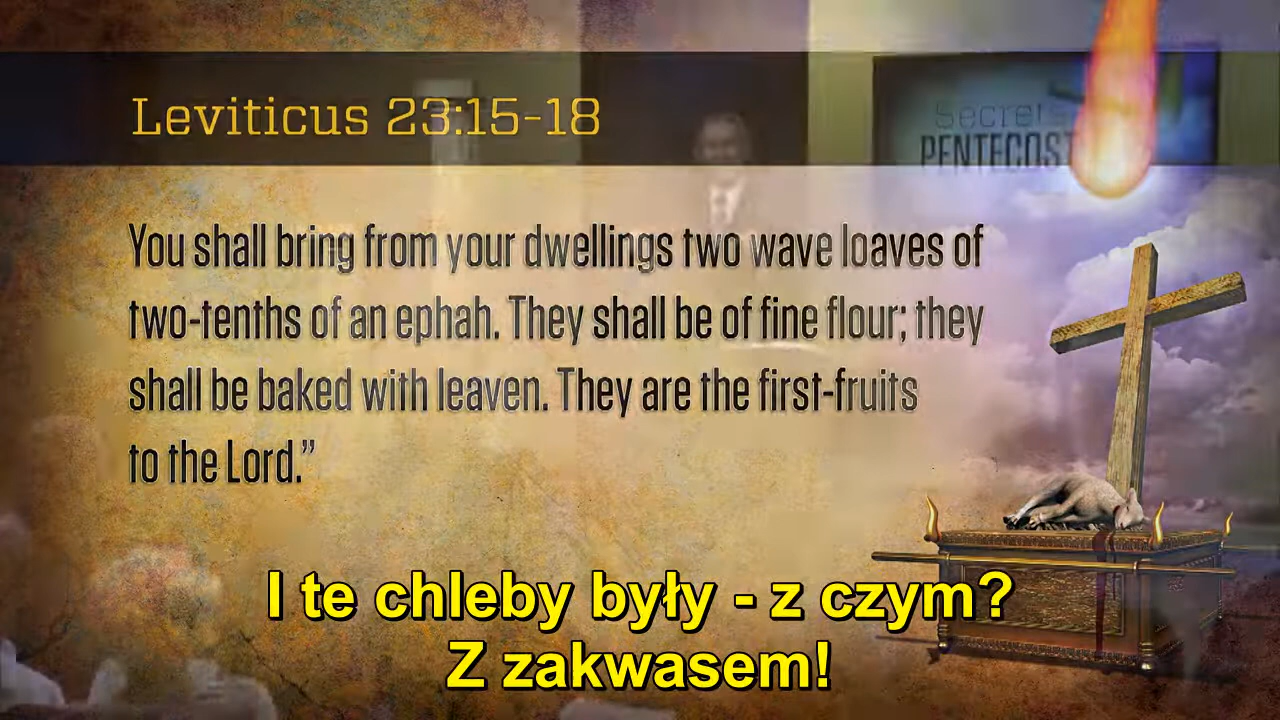 Leviticus 23:15-18
Secrets
PENTECOST
You shall bring from your dwellings two wave loaves of
two-tenths of an ephah. They shall be of fine flour; they
shall be baked with leaven. They are the first-fruits
to the Lord.”
I te chleby były - z czym?
Z zakwasem!